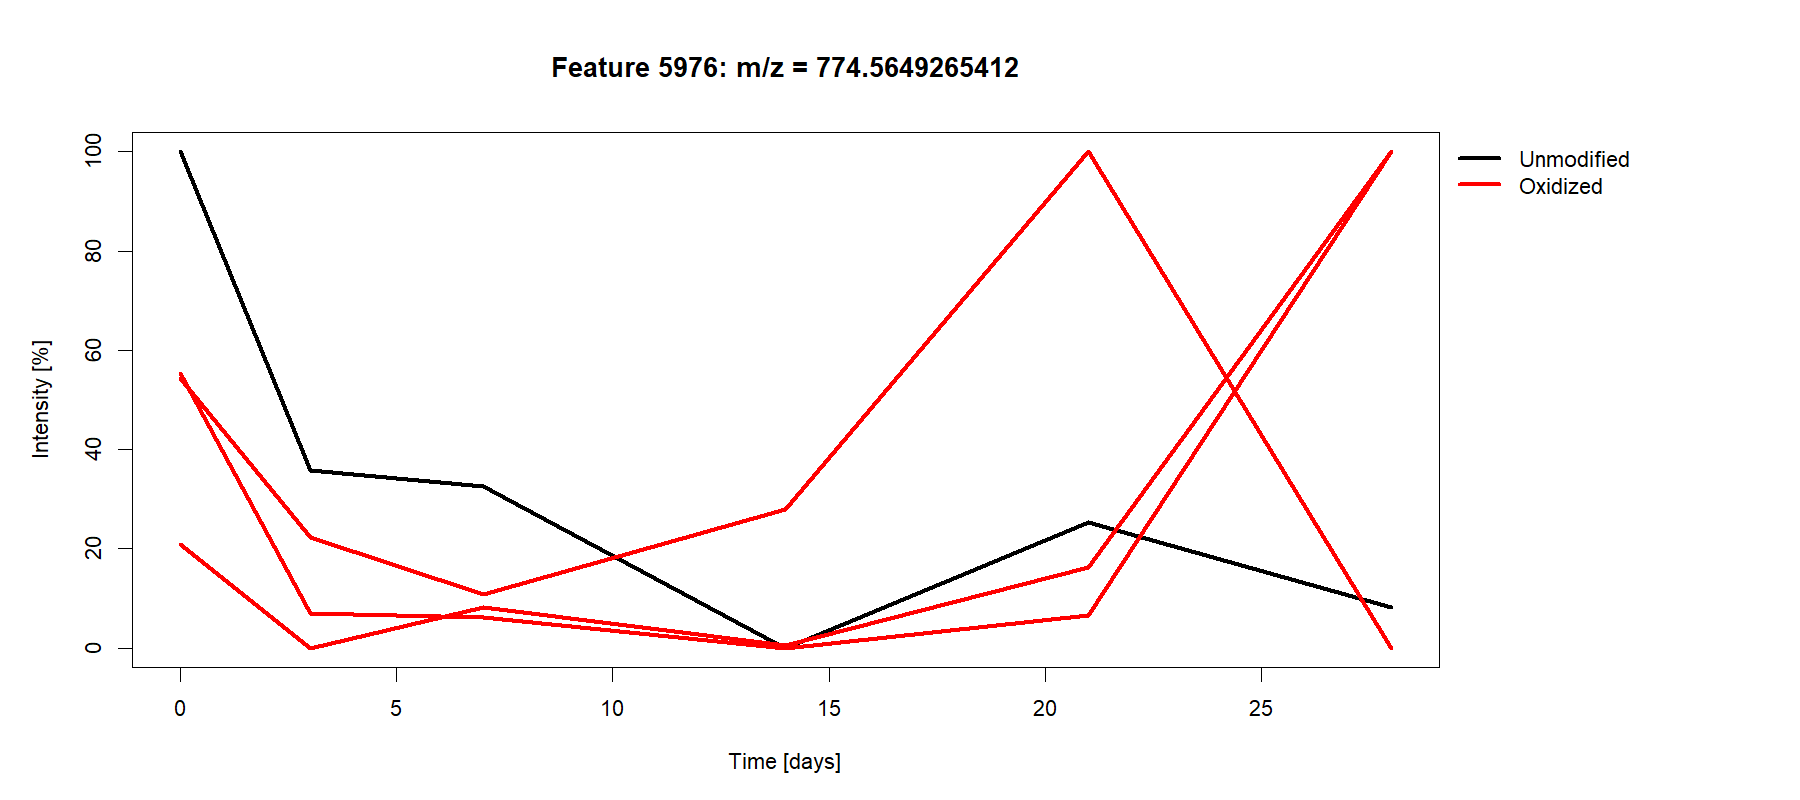 Feature 5976: m/z = 774.5649265412
Unmodified
Oxidized
Intensity [%]
100
80
60
40
20
0
0 5 10 15 20 25
Time [days]